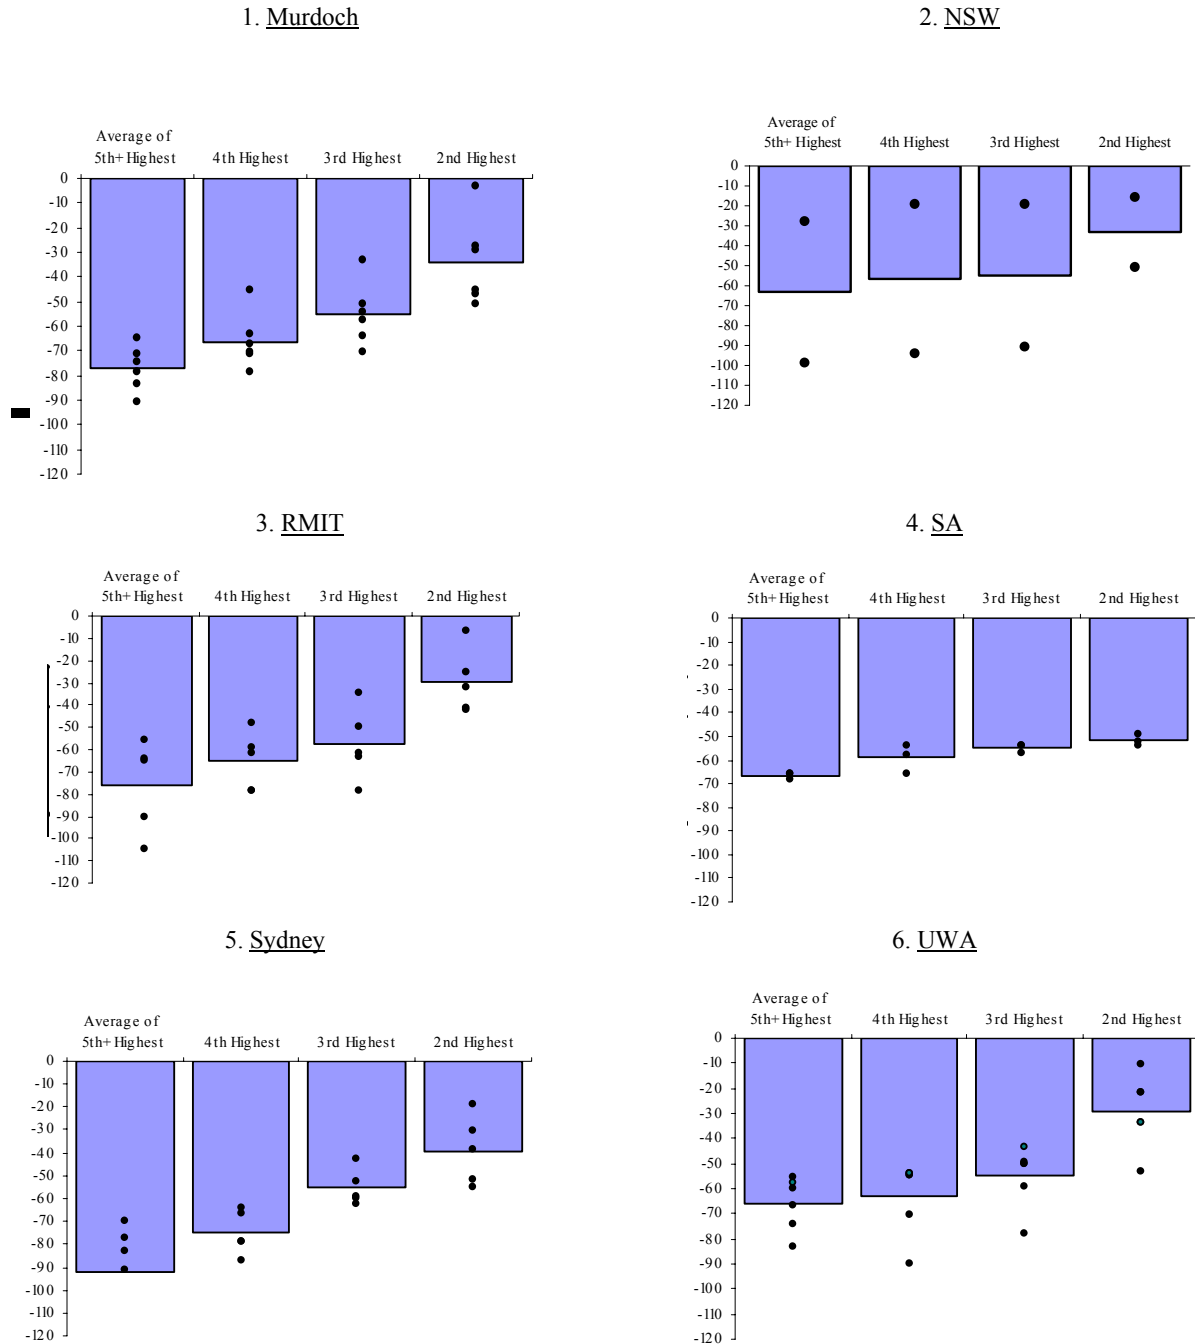 1. Murdoch
Average of
5th+ Highest
4th Highest
3rd Highest
2nd Highest
0
-10
-20
-30
-40
-50
-60
-70
-80
-90
-100
-110
-120
2. NSW
Average of
5th+ Highest
4th Highest
3rd Highest
2nd Highest
0
-10
-20
-30
-40
-50
-60
-70
-80
-90
-100
-110
-120
3. RMIT
Average of
5th+ Highest
4th Highest
3rd Highest
2nd Highest
0
-10
-20
-30
-40
-50
-60
-70
-80
-90
-100
-110
-120
4. SA
Average of
5th+ Highest
4th Highest
3rd Highest
2nd Highest
0
-10
-20
-30
-40
-50
-60
-70
-80
-90
-100
-110
-120
5. Sydney
Average of
5th+ Highest
4th Highest
3rd Highest
2nd Highest
0
-10
-20
-30
-40
-50
-60
-70
-80
-90
-100
-110
-120
6. UWA
Average of
5th+ Highest
4th Highest
3rd Highest
2nd Highest
0
-10
-20
-30
-40
-50
-60
-70
-80
-90
-100
-110
-120